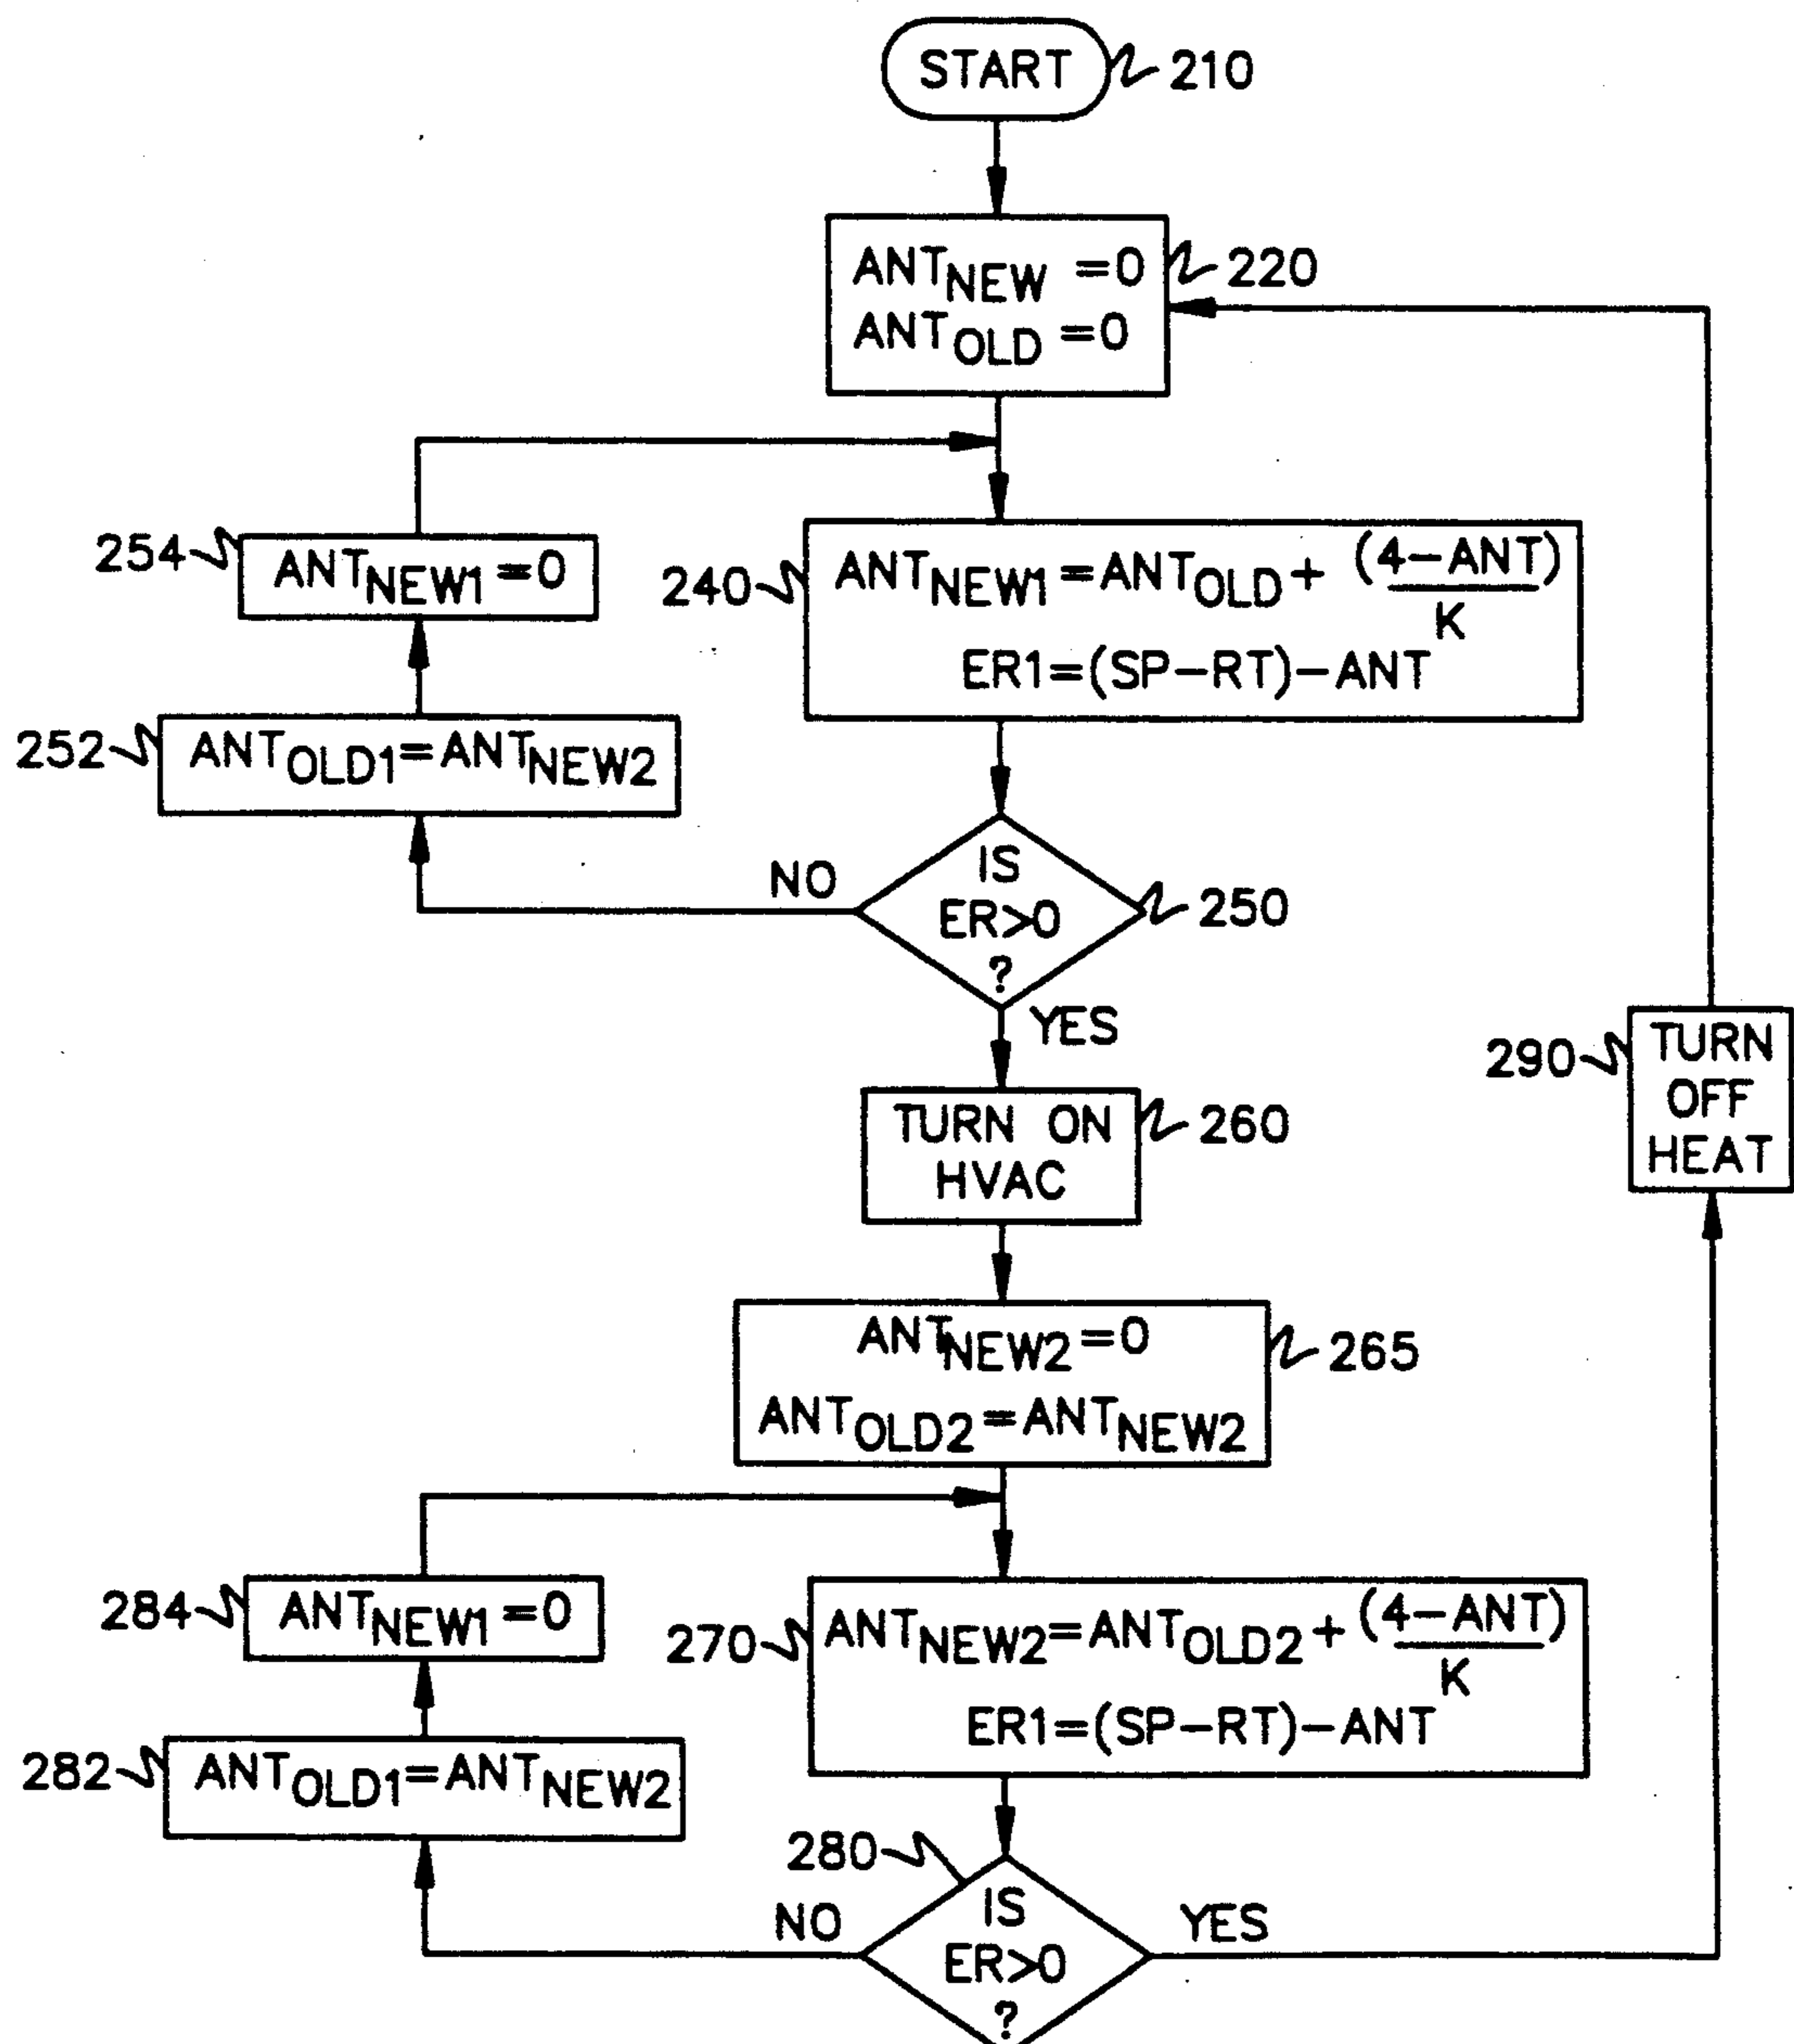 START 210
ANTNEW =0 220
ANTOLD =0
254 ANTNEW1 =0
240 ANTNEW1=ANTOLD+ (4-ANT)
K
ER1=(SP-RT)-ANT
252 ANTOLD1=ANTNEW2
IS
NO ER>0 250
?
YES
TURN ON 260
HVAC
290 TURN
OFF
HEAT
ANTNEW2=0 265
ANTOLD2=ANTNEW2
284 ANTNEW1=0
270 ANTNEW2=ANTOLD2+(4-ANT)
K
ER1=(SP-RT)-ANT
282 ANTOLD1=ANTNEW2
280
IS
NO ER>0 YES
?